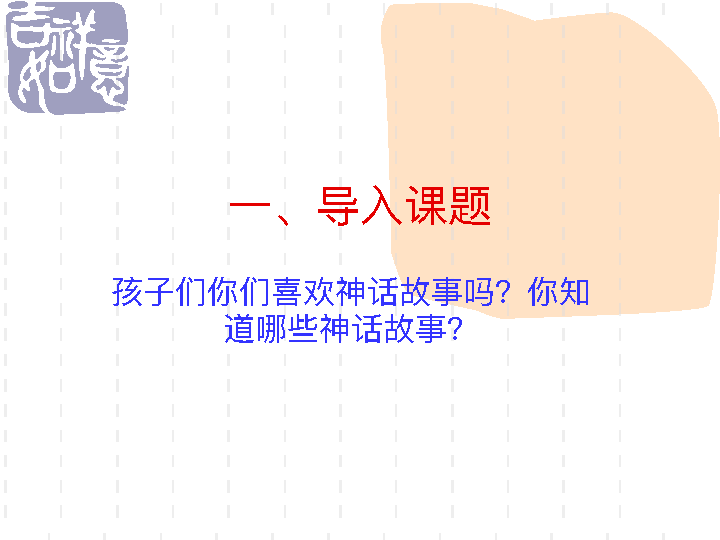 吉祥
如意
一、导入课题
孩子们你们喜欢神话故事吗？你知
道哪些神话故事？